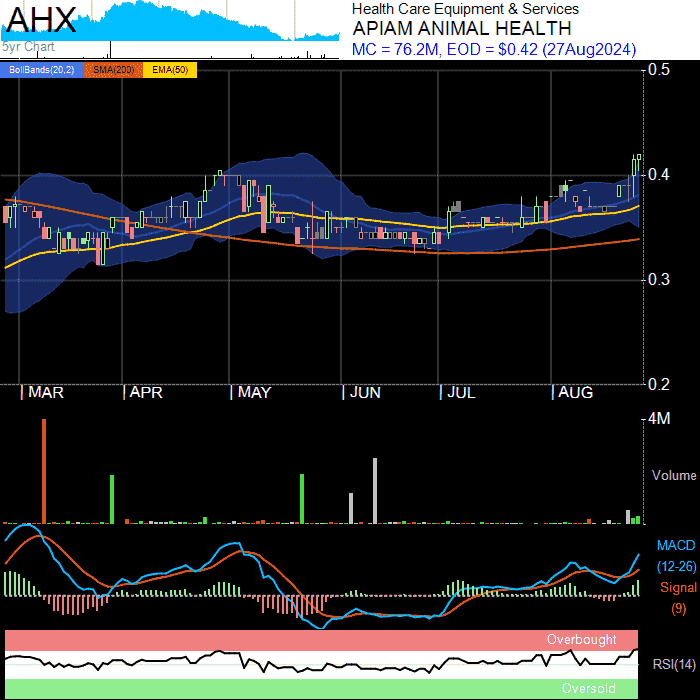 AHX
5yr Chart
Health Care Equipment & Services
APIAM ANIMAL HEALTH
MC = 76.2M, EOD = $0.42 (27Aug2024)
BollBands(20,2) SMA(200) EMA(50)
0.5
0.4
0.3
0.2
| MAR | APR | MAY | JUN | JUL | AUG
4M
Volume
MACD
(12-26)
Signal
(9)
Overbought
RSI(14)
Oversold